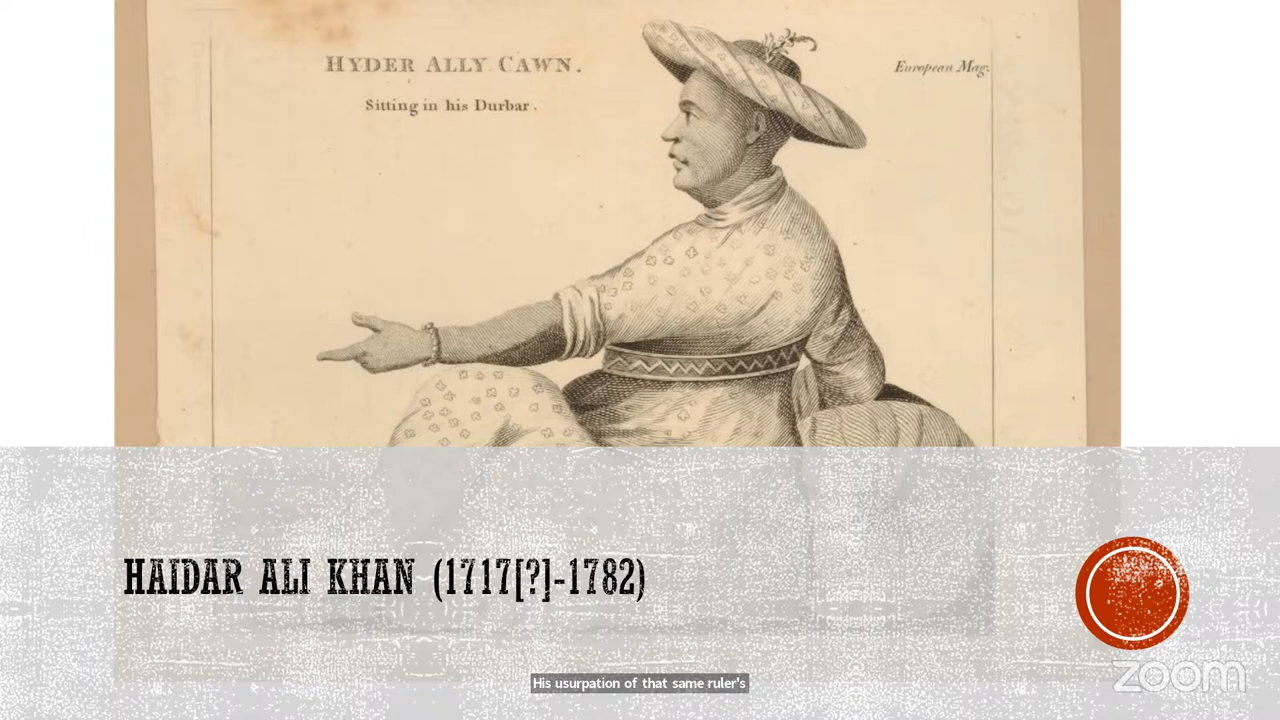 HYDER ALLY CAWN.
European Mag.
Sitting in his Durbar.
HAIDAR ALI KHAN (1717[?]-1782)
zoom
His usurpation of that same ruler's